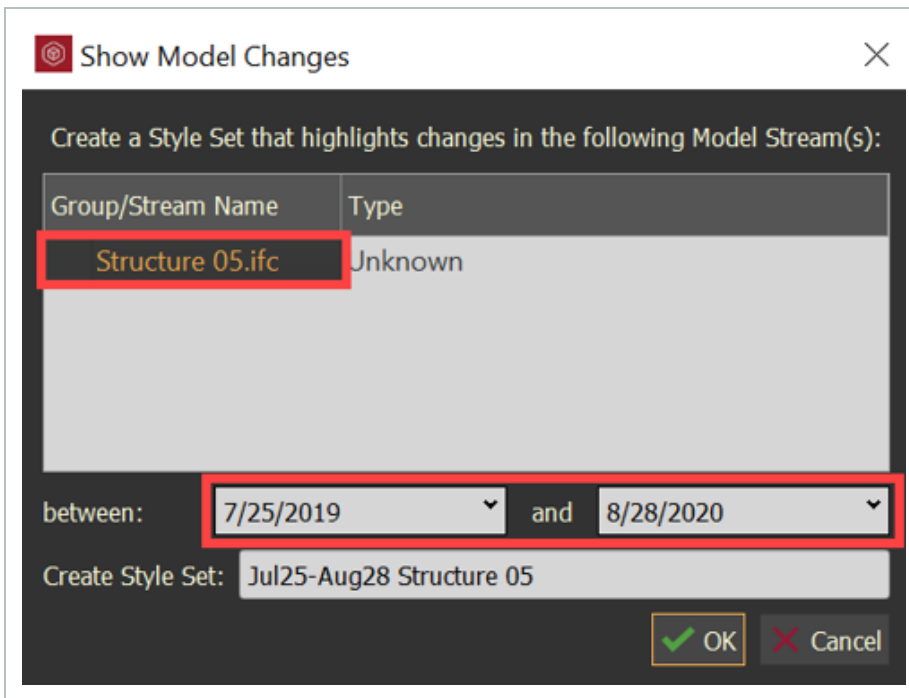 Show Model Changes
Create a Style Set that highlights changes in the following Model Stream(s):
Group/Stream Name Type
Structure 05.ifc Unknown
between: 7/25/2019 and 8/28/2020
Create Style Set: Jul25-Aug28 Structure 05
OK Cancel